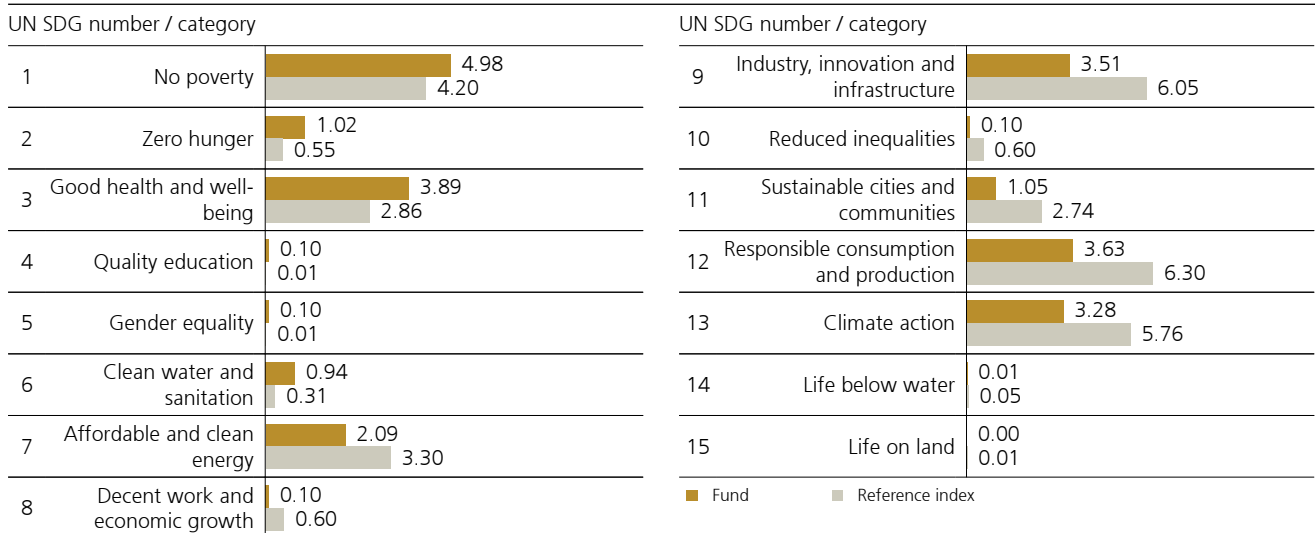 UN SDG number / category
1 No poverty 4.98
4.20
2 Zero hunger 1.02
0.55
3 Good health and well-
being 3.89
2.86
4 Quality education 0.10
0.01
5 Gender equality 0.10
0.01
6 Clean water and
sanitation 0.94
0.31
7 Affordable and clean
energy 2.09
3.30
8 Decent work and
economic growth 0.10
0.60
UN SDG number / category
9 Industry, innovation and
infrastructure 3.51
6.05
10 Reduced inequalities 0.10
0.60
11 Sustainable cities and
communities 1.05
2.74
12 Responsible consumption
and production 3.63
6.30
13 Climate action 3.28
5.76
14 Life below water 0.01
0.05
15 Life on land 0.00
0.01
Fund Reference index